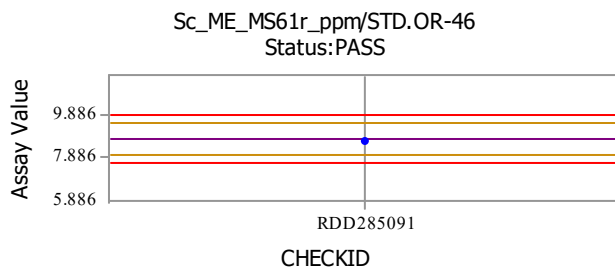 Sc_ME_MS61r_ppm/STD.OR-46
Status:PASS
Assay Value
9.886
7.886
5.886
RDD285091
CHECKID